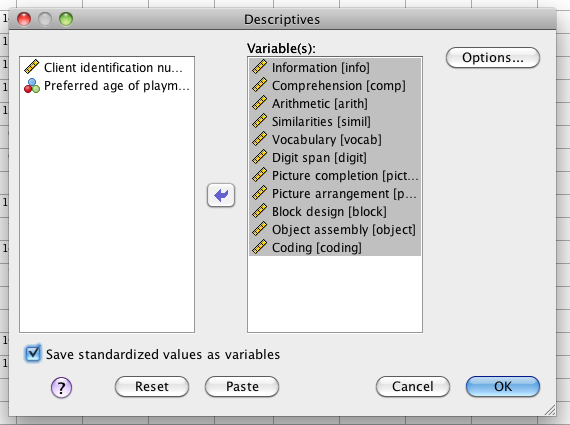 Descriptives
Client identification nu...
Preferred age of playm...
Variable(s):
Information [info]
Comprehension [comp]
Arithmetic [arith]
Similarities [simil]
Vocabulary [vocab]
Digit span [digit]
Picture completion [pict...
Picture arrangement [p...
Block design [block]
Object assembly [object]
Coding [coding]
Options...
Save standardized values as variables
?
Reset
Paste
Cancel
OK